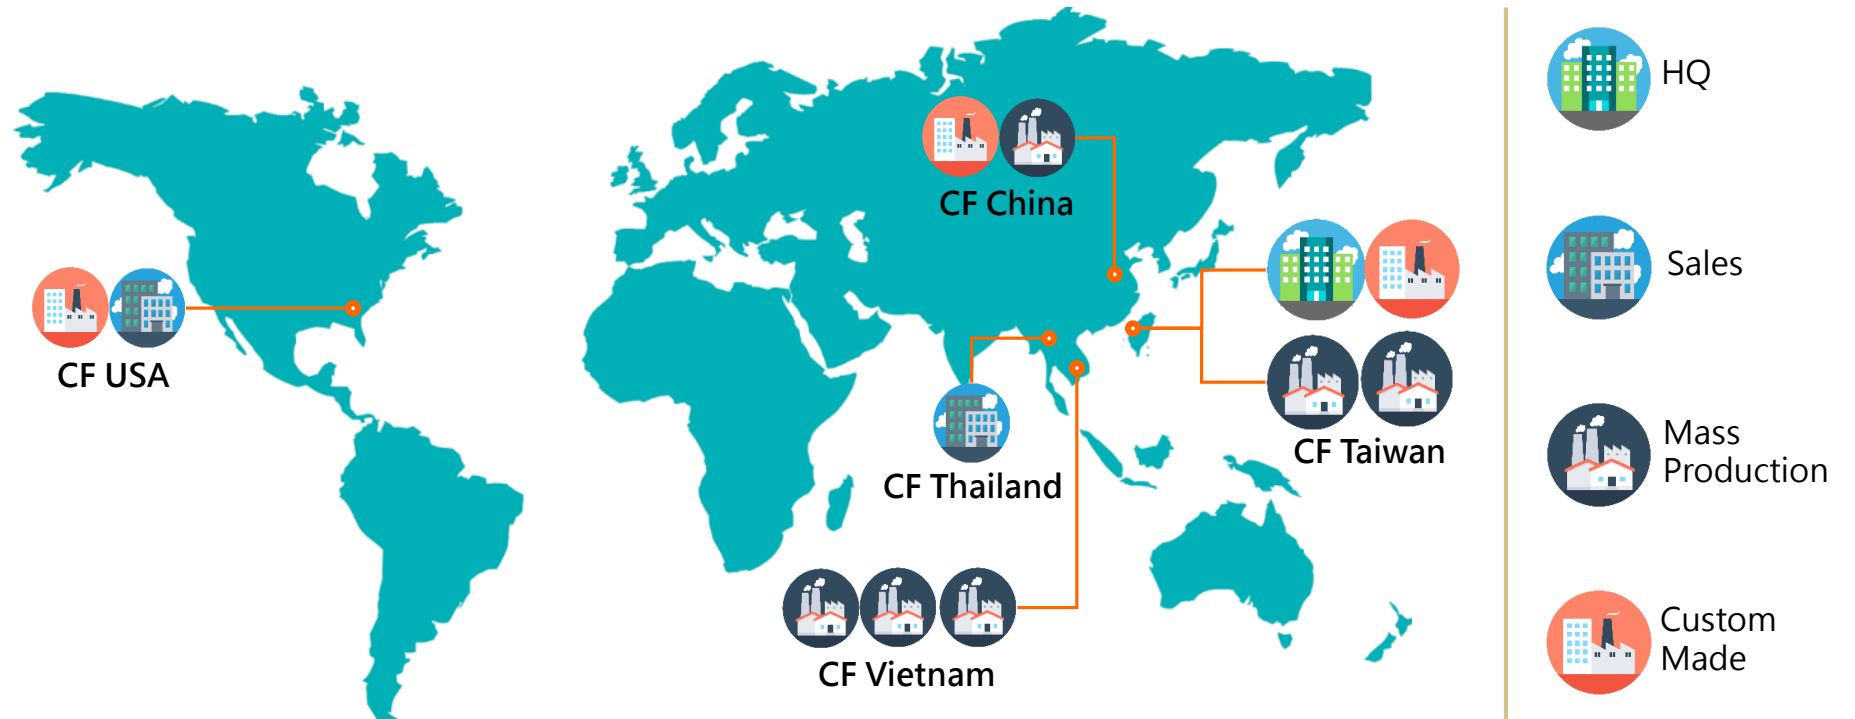 CF China
CF USA
CF Taiwan
CF Thailand
CF Vietnam
HQ
Sales
Mass
Production
Custom
Made